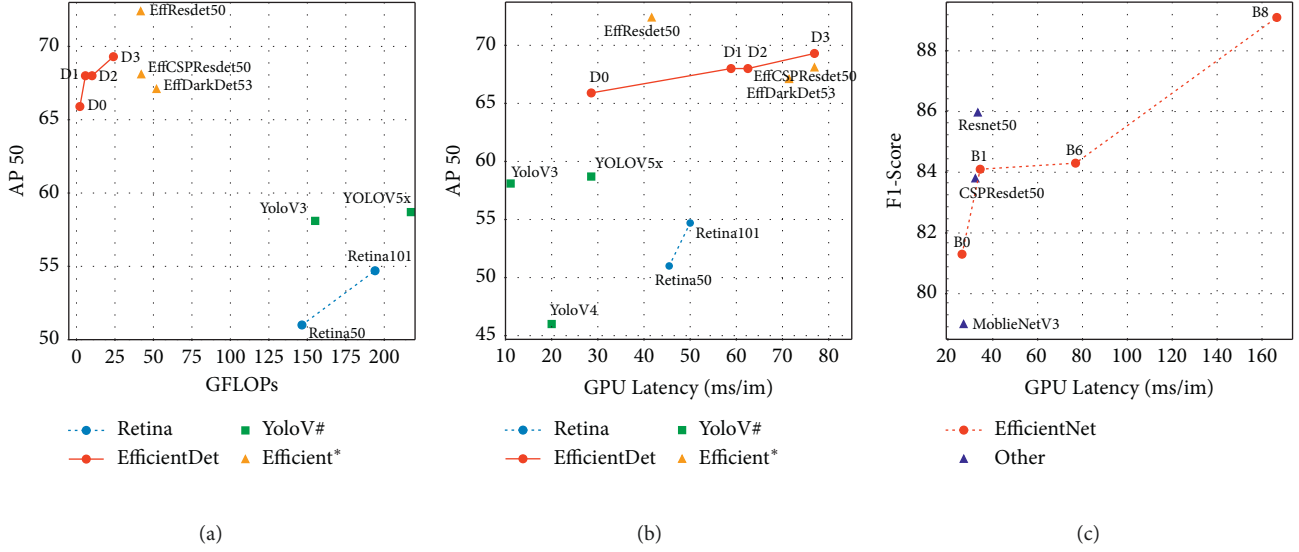 70
65
60
55
50
AP 50
EffResdet50
D3
D1
D2
EffCSPResdet50
EffDarkDet53
D0
YOLOV5x
YoloV3
Retina101
Retina50
0 25 50 75 100 125 150 175 200
GFLOPs
Retina
YoloV#
EfficientDet
Efficient*
(a)
70
65
60
55
50
45
AP 50
EffResdet50
D3
D1 D2
D0
EffCSPResdet50
EffDarkDet53
YoloV3
YOLOV5x
Retina101
Retina50
YoloV4
10 20 30 40 50 60 70 80
GPU Latency (ms/im)
Retina
YoloV#
EfficientDet
Efficient*
(b)
88
86
84
82
80
F1-Score
B8
Resnet50
B1
B6
CSPResdet50
B0
MoblieNetV3
20 40 60 80 100 120 140 160
GPU Latency (ms/im)
EfficientNet
Other
(c)